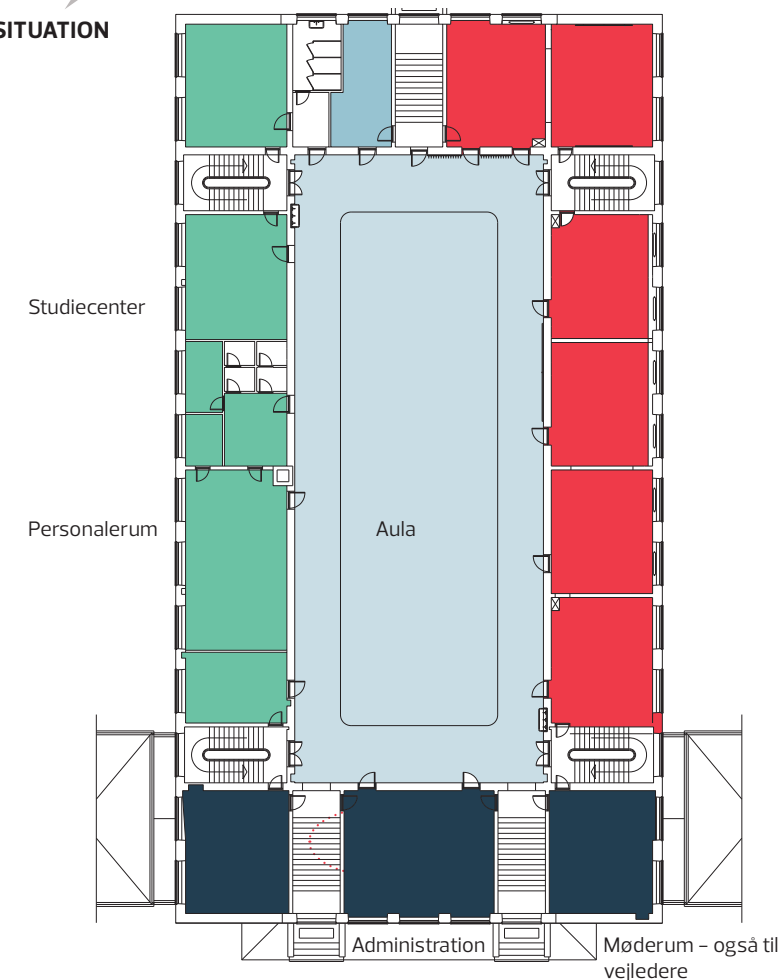 SITUATION
Studiecenter
Personalerum
Aula
Administration
Møderum – også til
vejledere